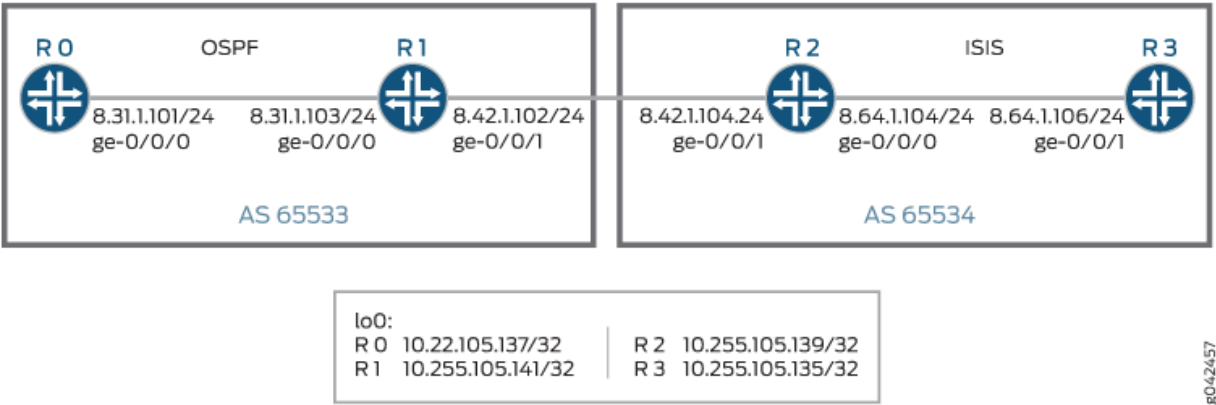 R 0 OSPF R 1 R 2 ISIS R 3
8.31.1.101/24 8.31.1.103/24 8.42.1.102/24 8.42.1.104.24 8.64.1.104/24 8.64.1.106/24
ge-0/0/0 ge-0/0/0 ge-0/0/1 ge-0/0/1 ge-0/0/0 ge-0/0/1
AS 65533 AS 65534
lo0:
R 0 10.22.105.137/32 R 2 10.255.105.139/32
R 1 10.255.105.141/32 R 3 10.255.105.135/32
g042457